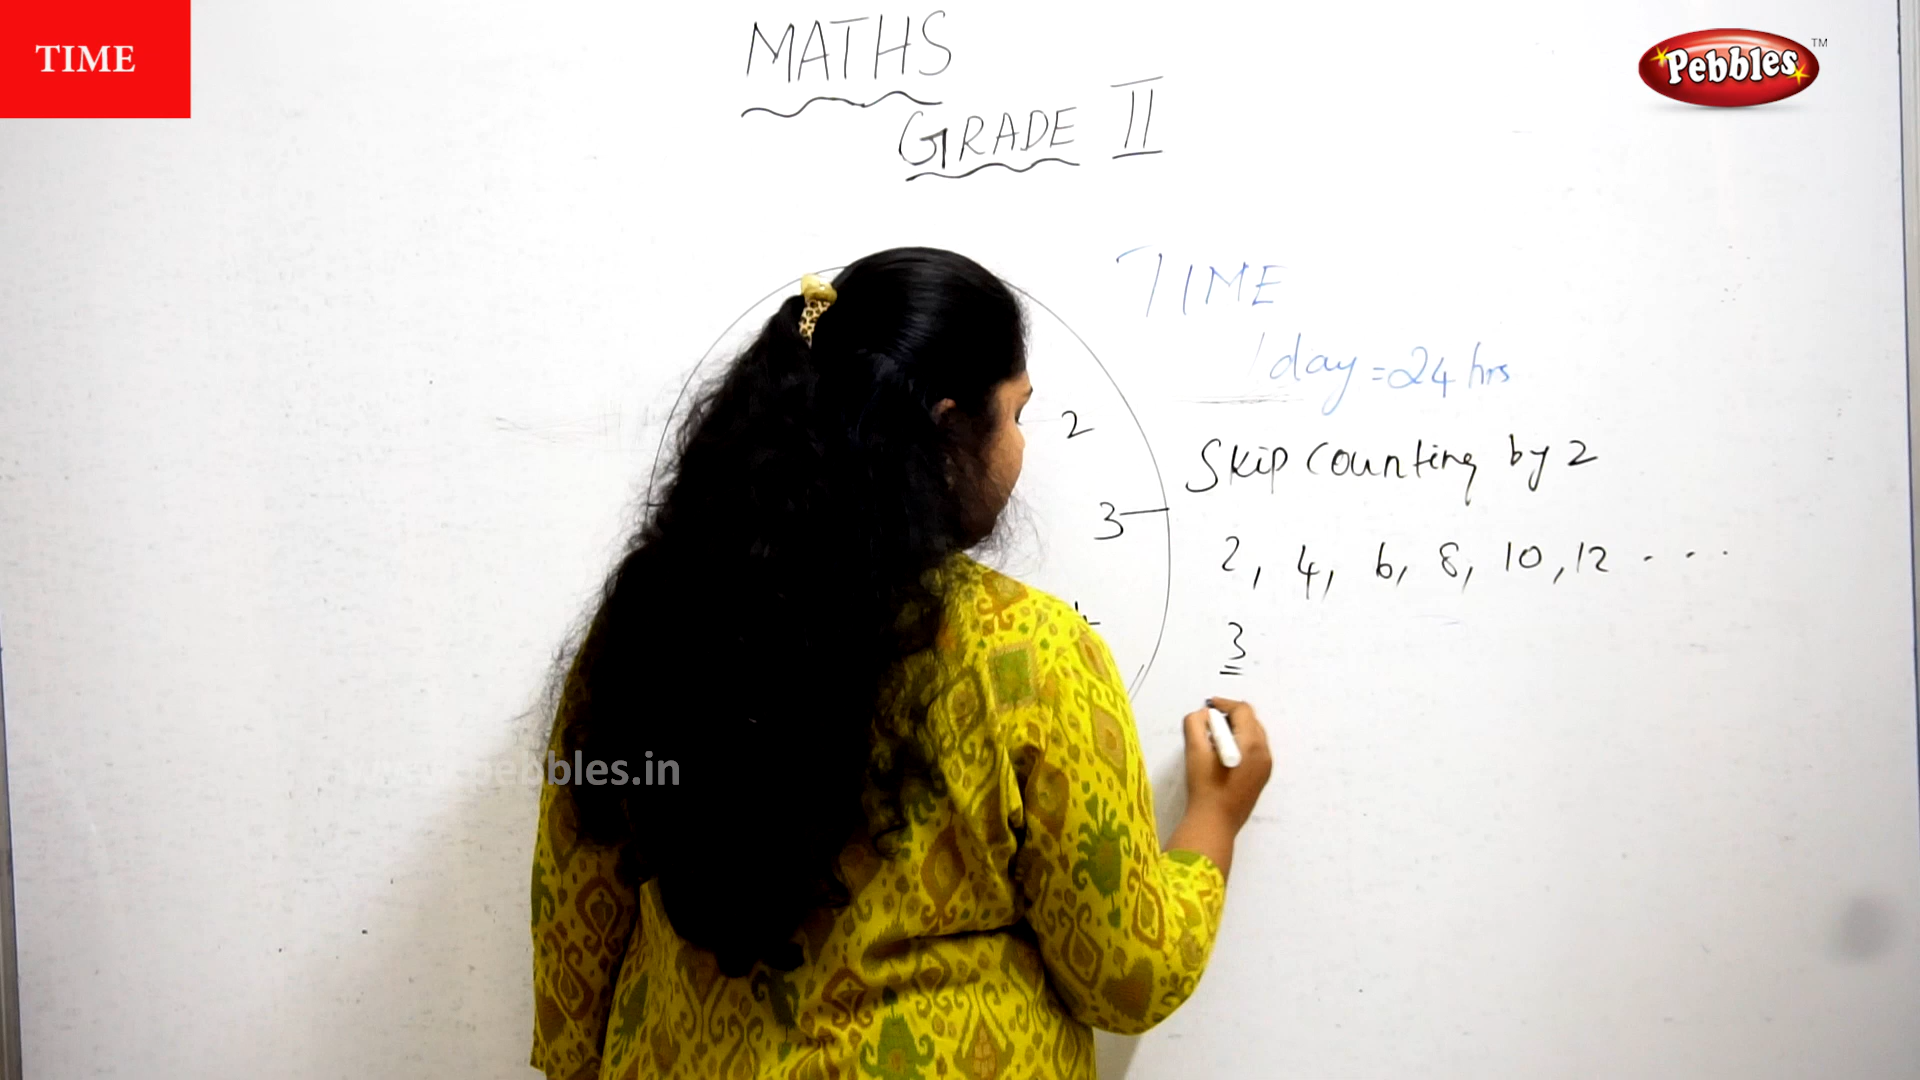 TIME
Pebbles™
MATHS
GRADE II
TIME
1 day = 24 hrs
2
Skip Counting by 2
3
2, 4, 6, 8, 10, 12 . . .
3
pebbles.in